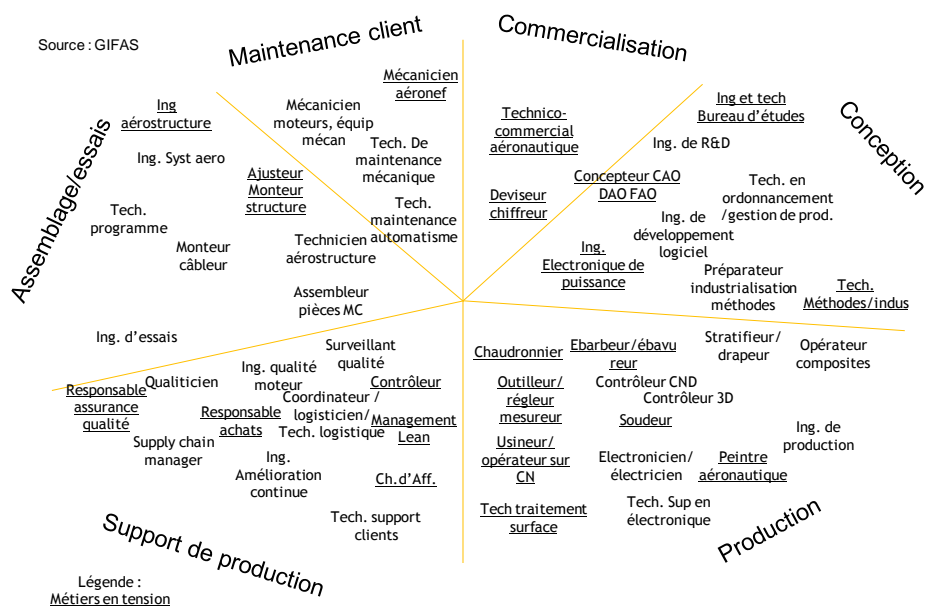 Source : GIFAS
Maintenance client
Commercialisation
Conception
Assemblage/essais
Support de production
Production
Mécanicien
aéronef
Mécanicien
moteurs, équip
mécan
Tech. De
maintenance
mécanique
Tech.
maintenance
automatisme
Technico-
commercial
aéronautique
Deviseur
chiffreur
Ing et tech
Bureau d’études
Ing. de R&D
Concepteur CAO
DAO FAO
Tech. en
ordonnancement
/gestion de prod.
Ing. de
développement
logiciel
Ing.
Electronique de
puissance
Préparateur
industrialisation
méthodes
Tech.
Méthodes/indus
Ing
aérostructure
Ing. Syst aero
Ajusteur
Monteur
structure
Tech.
programme
Monteur
câbleur
Technicien
aérostructure
Assembleur
pièces MC
Ing. d’essais
Surveillant
qualité
Ing. qualité
moteur
Qualiticien
Responsable
assurance
qualité
Contrôleur
Coordinateur /
logisticien/
Tech. logistique
Responsable
achats
Management
Lean
Supply chain
manager
Ing.
Amélioration
continue
Ch.d’Aff.
Tech. support
clients
Chaudronnier
Ebarbeur/ébavu
reur
Stratifieur/
drapeur
Opérateur
composites
Outilleur/
régleur
mesureur
Contrôleur CND
Contrôleur 3D
Soudeur
Usineur/
opérateur sur
CN
Electronicien/
électricien
Peintre
aéronautique
Ing. de
production
Tech traitement
surface
Tech. Sup en
électronique
Légende :
Métiers en tension